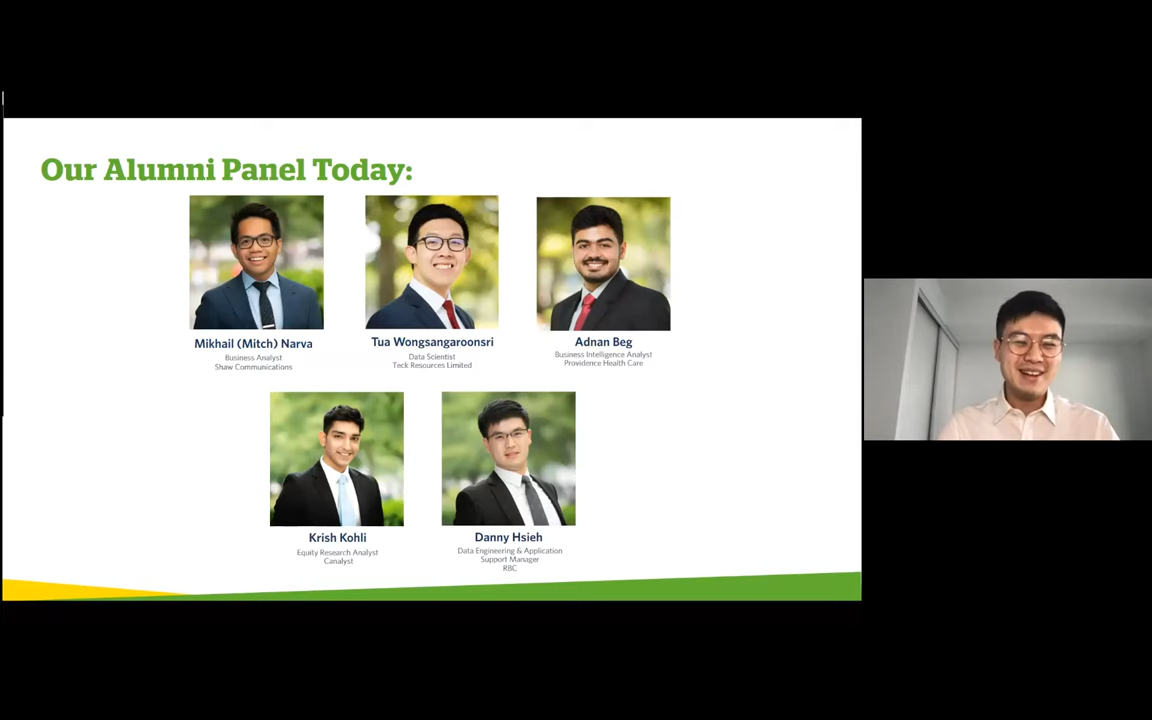 Our Alumni Panel Today:
Mikhail (Mitch) Narva
Business Analyst
Shaw Communications
Tua Wongsangaroonsri
Data Scientist
Teck Resources Limited
Adnan Beg
Business Intelligence Analyst
Providence Health Care
Krish Kohli
Equity Research Analyst
Canalyst
Danny Hsieh
Data Engineering & Application
Support Manager
RBC